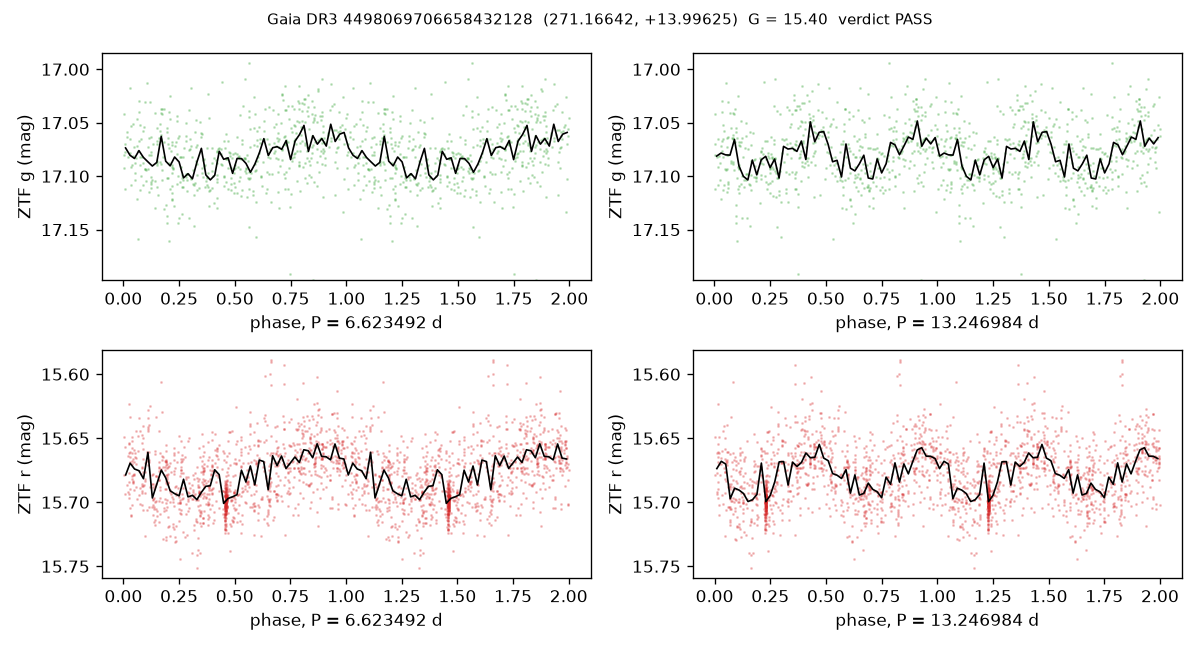 Gaia DR3 4498069706658432128  (271.16642, +13.99625)  G = 15.40  verdict PASS
ZTF g (mag)
17.00
17.05
17.10
17.15
0.00 0.25 0.50 0.75 1.00 1.25 1.50 1.75 2.00
phase, P = 6.623492 d
ZTF g (mag)
17.00
17.05
17.10
17.15
0.00 0.25 0.50 0.75 1.00 1.25 1.50 1.75 2.00
phase, P = 13.246984 d
ZTF r (mag)
15.60
15.65
15.70
15.75
0.00 0.25 0.50 0.75 1.00 1.25 1.50 1.75 2.00
phase, P = 6.623492 d
ZTF r (mag)
15.60
15.65
15.70
15.75
0.00 0.25 0.50 0.75 1.00 1.25 1.50 1.75 2.00
phase, P = 13.246984 d